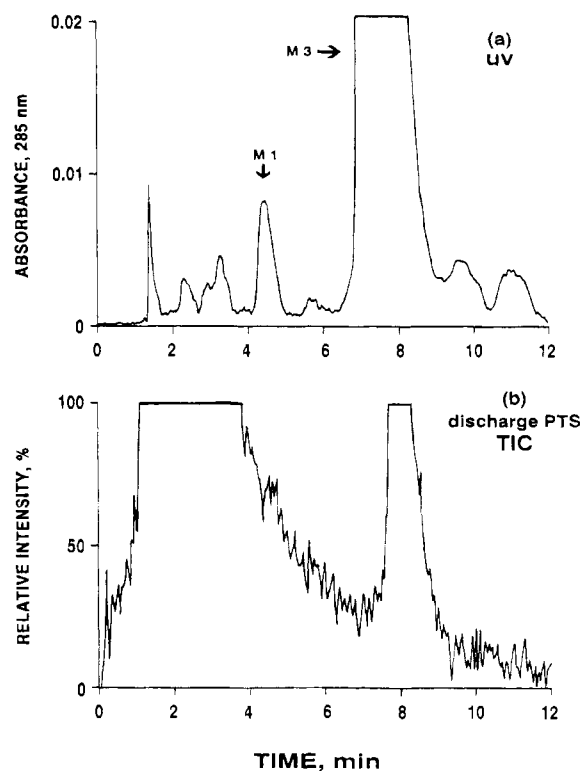 0.02
(a)
uv
M 3
M 1
0.01
ABSORBANCE, 285 nm
0
0 2 4 6 8 10 12
100
(b)
discharge PTS
TIC
RELATIVE INTENSITY, %
50
0
0 2 4 6 8 10 12
TIME, min